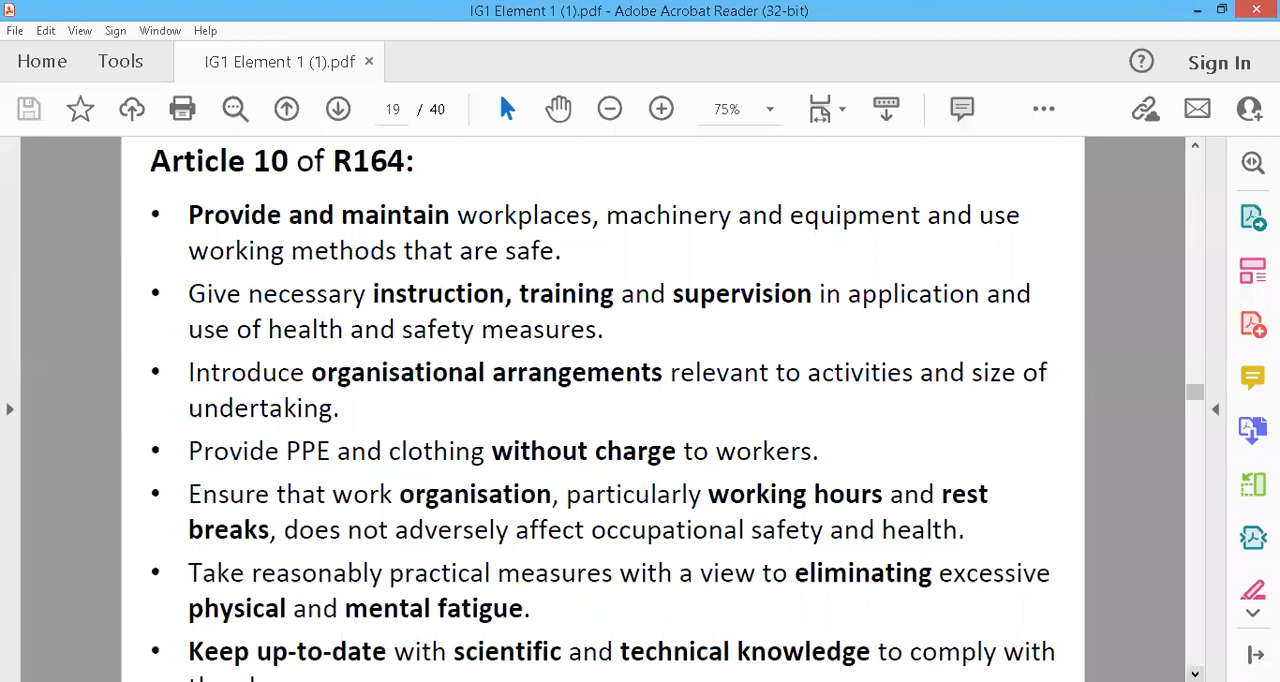 IG1 Element 1 (1).pdf - Adobe Acrobat Reader (32-bit)
File Edit View Sign Window Help
Home Tools IG1 Element 1 (1).pdf × Sign In
19 / 40 75%
Article 10 of R164:
• Provide and maintain workplaces, machinery and equipment and use
working methods that are safe.
• Give necessary instruction, training and supervision in application and
use of health and safety measures.
• Introduce organisational arrangements relevant to activities and size of
undertaking.
• Provide PPE and clothing without charge to workers.
• Ensure that work organisation, particularly working hours and rest
breaks, does not adversely affect occupational safety and health.
• Take reasonably practical measures with a view to eliminating excessive
physical and mental fatigue.
• Keep up-to-date with scientific and technical knowledge to comply with